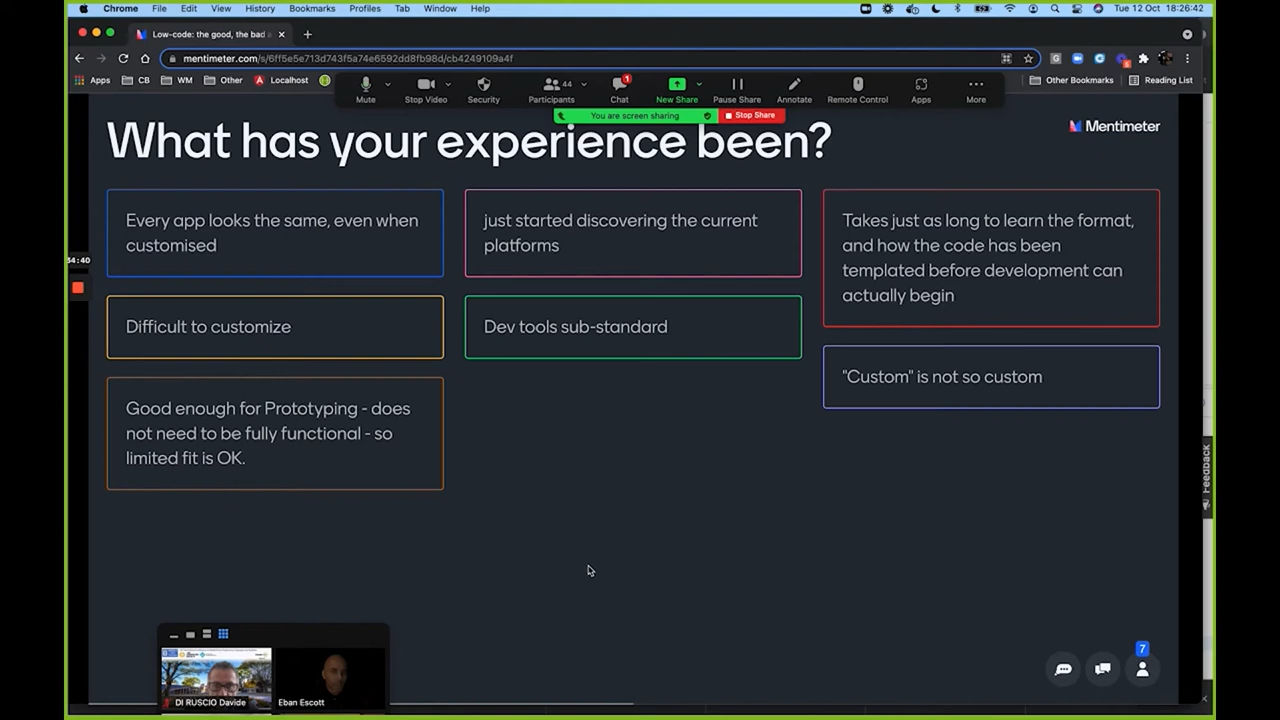 Chrome File Edit View History Bookmarks Profiles Tab Window Help
Tue 12 Oct 18:26:42
Low-code: the good, the bad
mentimeter.com/s/6ff5e5e713d743f5a74e6592dd8fb98d/cb4249109a4f
Apps CB WM Other Localhost
Other Bookmarks Reading List
44
1
Mute Stop Video Security Participants Chat New Share Pause Share Annotate Remote Control Apps More
You are screen sharing Stop Share
What has your experience been?
Mentimeter
Every app looks the same, even when
customised
just started discovering the current
platforms
Takes just as long to learn the format,
and how the code has been
templated before development can
actually begin
Difficult to customize
Dev tools sub-standard
"Custom" is not so custom
Good enough for Prototyping - does
not need to be fully functional - so
limited fit is OK.
Feedback
7
DI RUSCIO Davide
Eban Escott